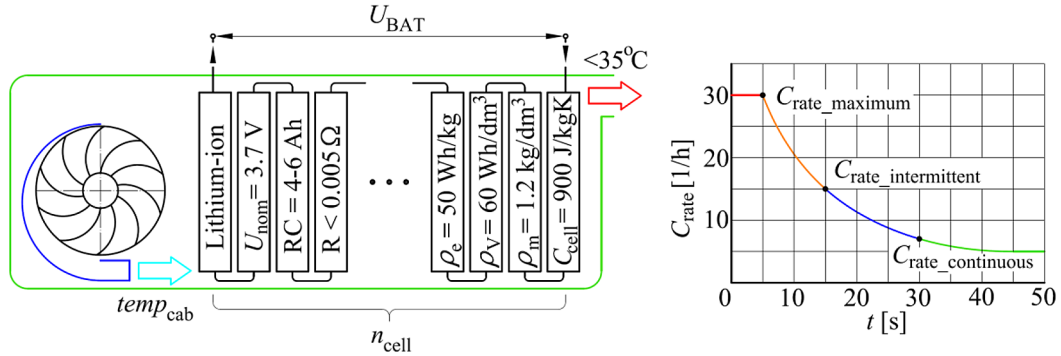 U_BAT
<35°C
Lithium-ion
U_nom = 3.7 V
RC = 4-6 Ah
R < 0.005 Ω
• • •
ρ_e = 50 Wh/kg
ρ_V = 60 Wh/dm³
ρ_m = 1.2 kg/dm³
C_cell = 900 J/kgK
temp_cab
n_cell
C_rate [1/h]
30
20
10
C_rate_maximum
C_rate_intermittent
C_rate_continuous
0 10 20 30 40 50
t [s]